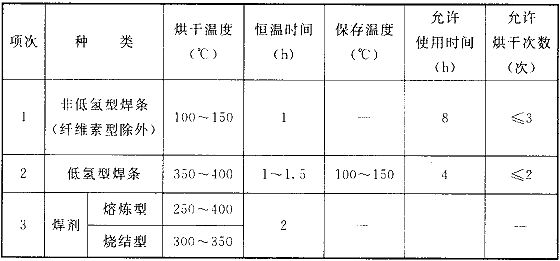 项次 种 类 烘干温度 恒温时间 保存温度 允许 允许
(℃) (h) (℃) 使用时间 烘干次数
(h) (次)
1 非低氢型焊条 100～150 1 — 8 ≤3
(纤维素型除外)
2 低氢型焊条 350～400 1～1.5 100～150 4 ≤2
3 焊剂 熔炼型 250～400 2 — — —
烧结型 300～350